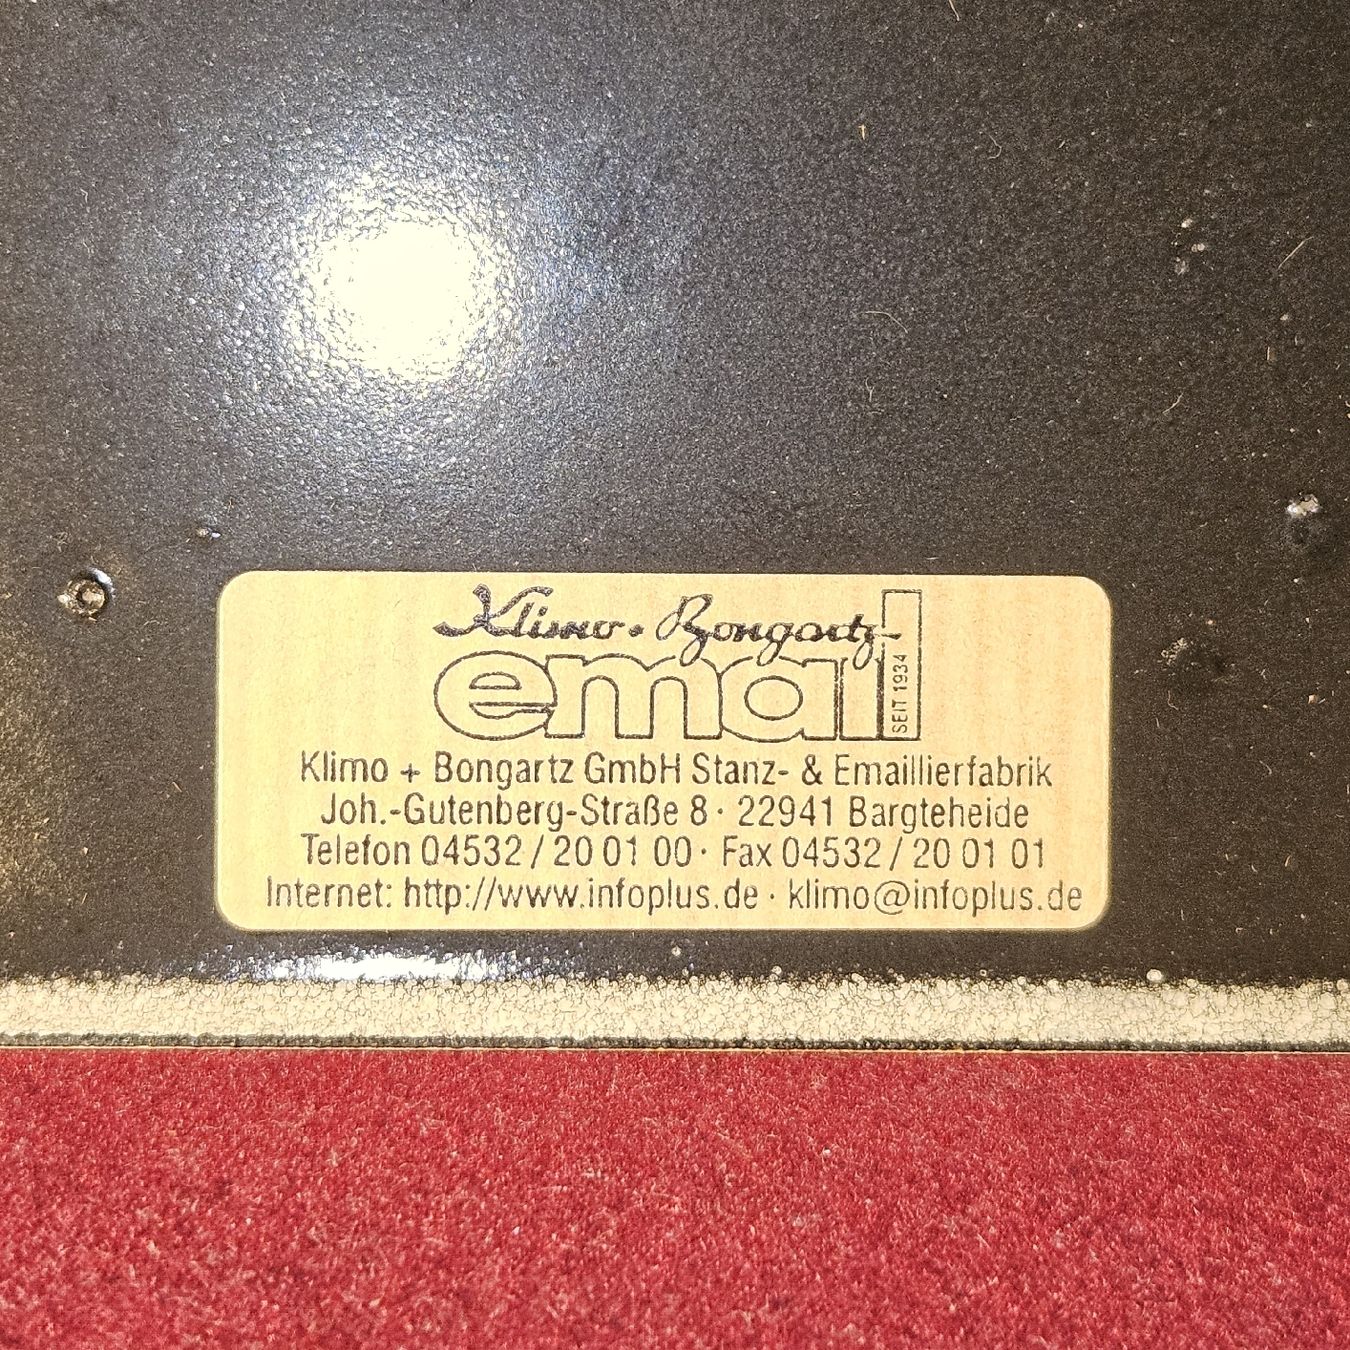 Klimo + Bongartz
email
SEIT 1934
Klimo + Bongartz GmbH Stanz- & Emaillierfabrik
Joh.-Gutenberg-Straße 8 · 22941 Bargteheide
Telefon 04532 / 20 01 00 · Fax 04532 / 20 01 01
Internet: http://www.infoplus.de · klimo@infoplus.de